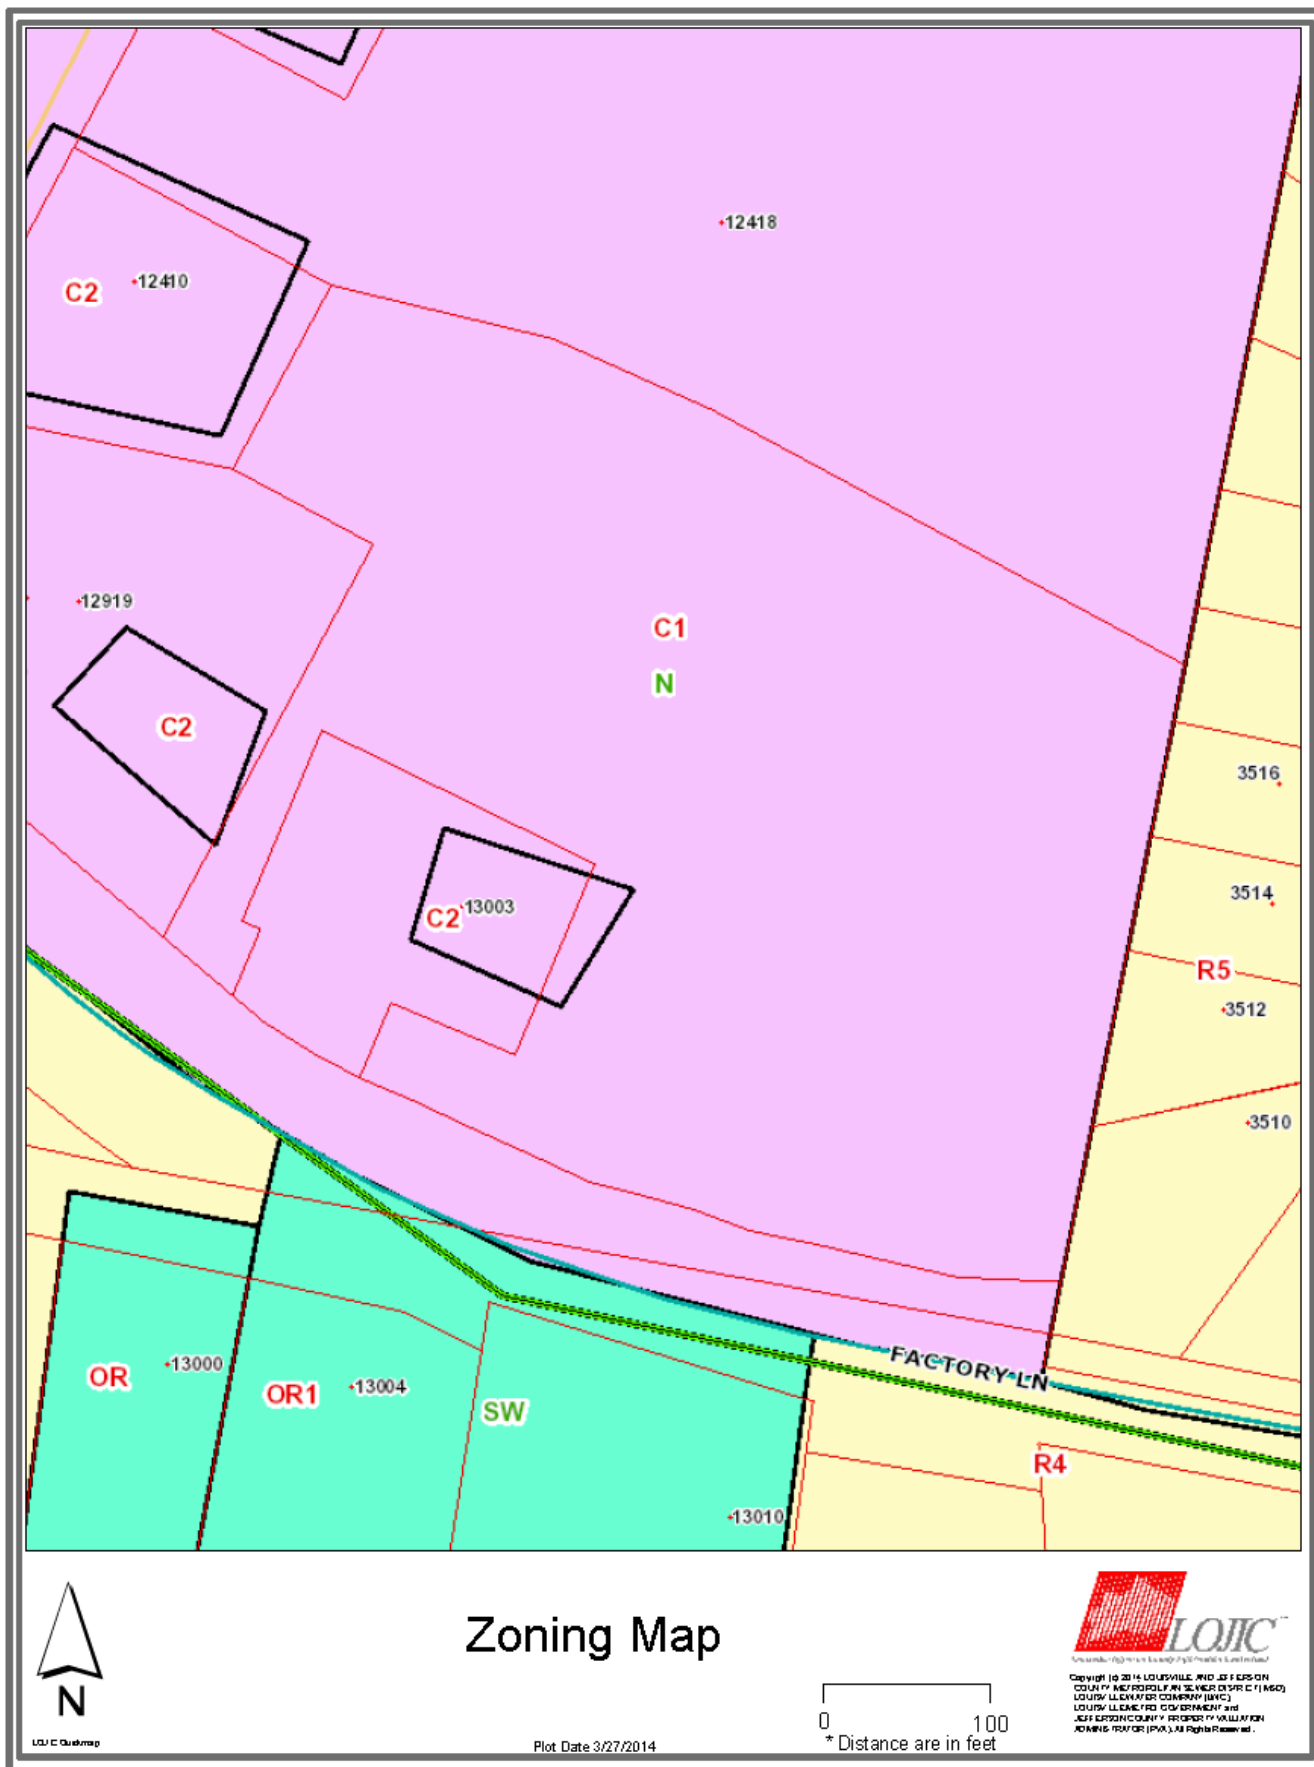 12418
12410
C2
12919
C1
N
C2
3516
13003
C2
3514
R5
3512
3510
FACTORY LN
13000
OR
13004
OR1
SW
R4
13010
Zoning Map
LOJIC
N
0 100
* Distance are in feet
Plot Date 3/27/2014